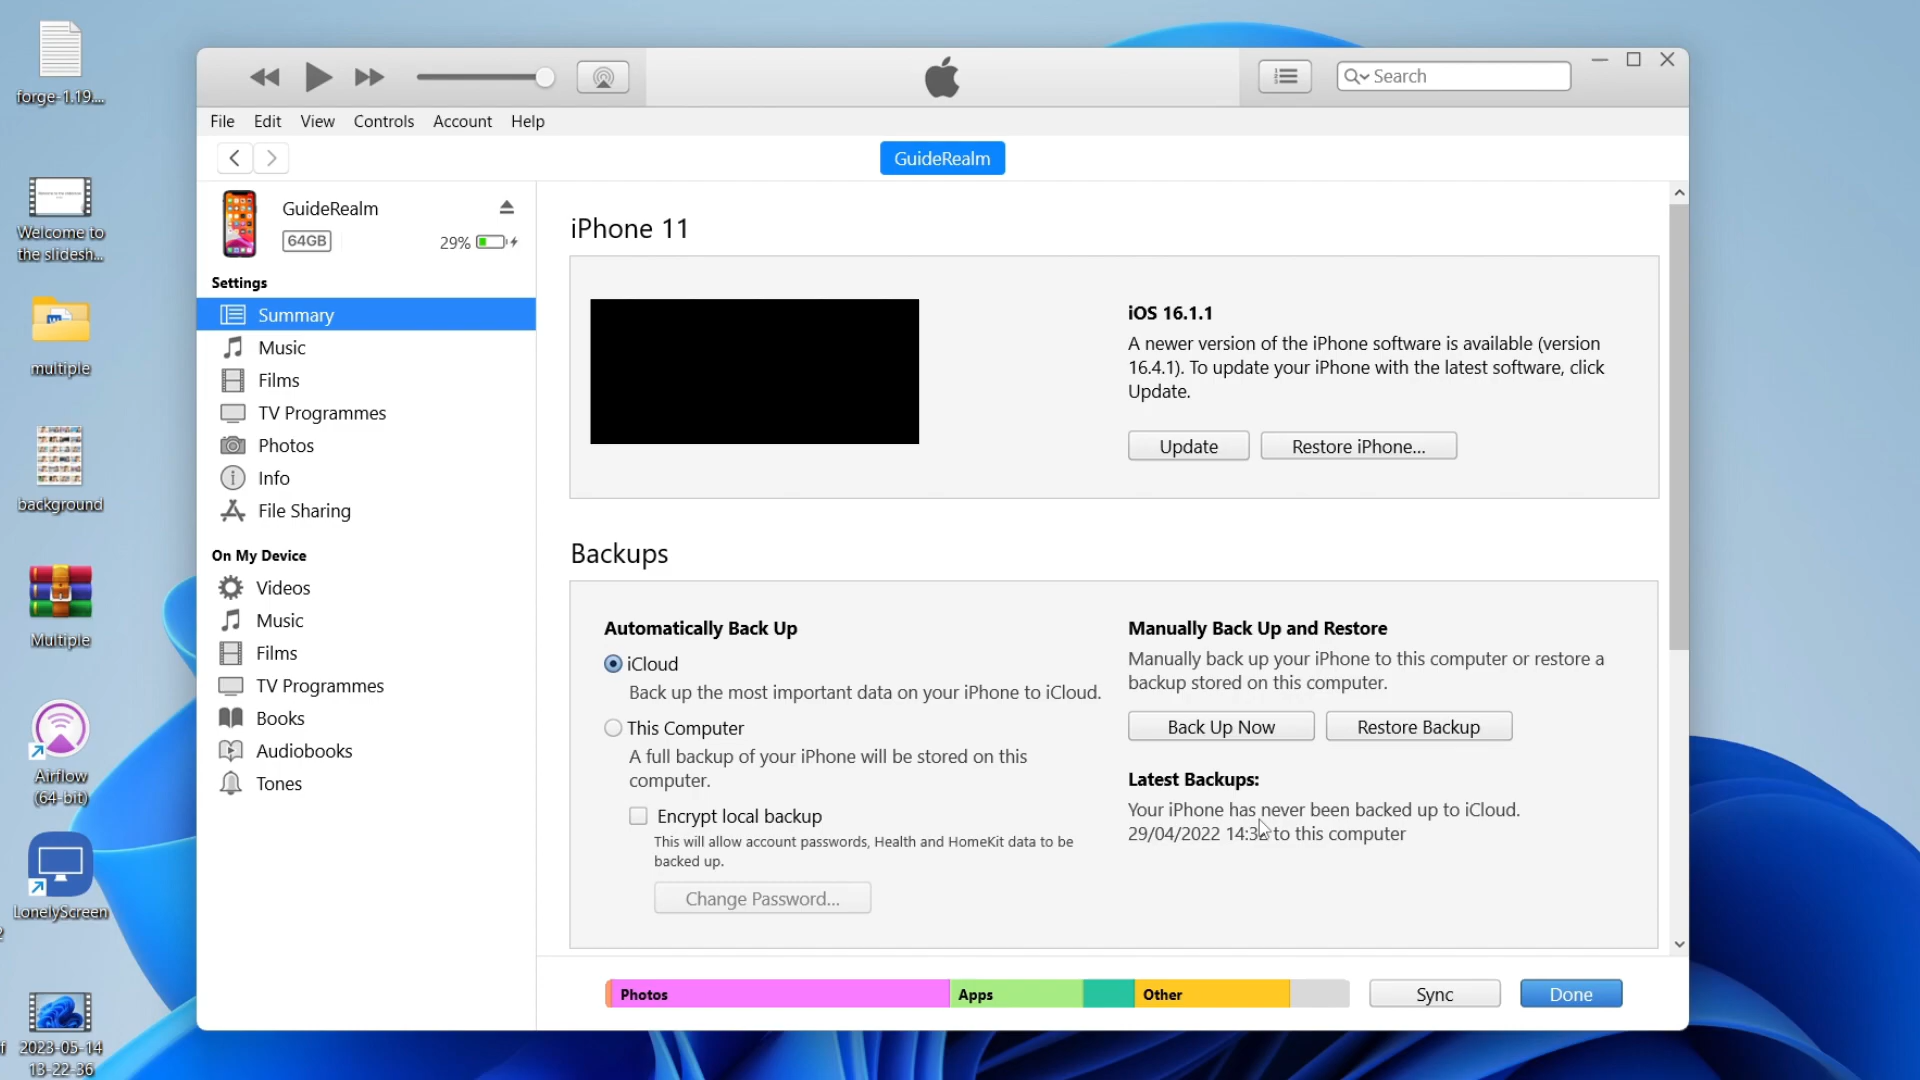 forge-1.19....
Welcome to
the slidesh...
multiple
background
Multiple
Airflow
(64-bit)
LonelyScreen
2023-05-14
13-22-36
Search
File Edit View Controls Account Help
GuideRealm
GuideRealm
64GB
29%
Settings
Summary
Music
Films
TV Programmes
Photos
Info
File Sharing
On My Device
Videos
Music
Films
TV Programmes
Books
Audiobooks
Tones
iPhone 11
iOS 16.1.1
A newer version of the iPhone software is available (version
16.4.1). To update your iPhone with the latest software, click
Update.
Update Restore iPhone...
Backups
Automatically Back Up
iCloud
Back up the most important data on your iPhone to iCloud.
This Computer
A full backup of your iPhone will be stored on this
computer.
Encrypt local backup
This will allow account passwords, Health and HomeKit data to be
backed up.
Change Password...
Manually Back Up and Restore
Manually back up your iPhone to this computer or restore a
backup stored on this computer.
Back Up Now Restore Backup
Latest Backups:
Your iPhone has never been backed up to iCloud.
29/04/2022 14:32 to this computer
Photos Apps Other Sync Done